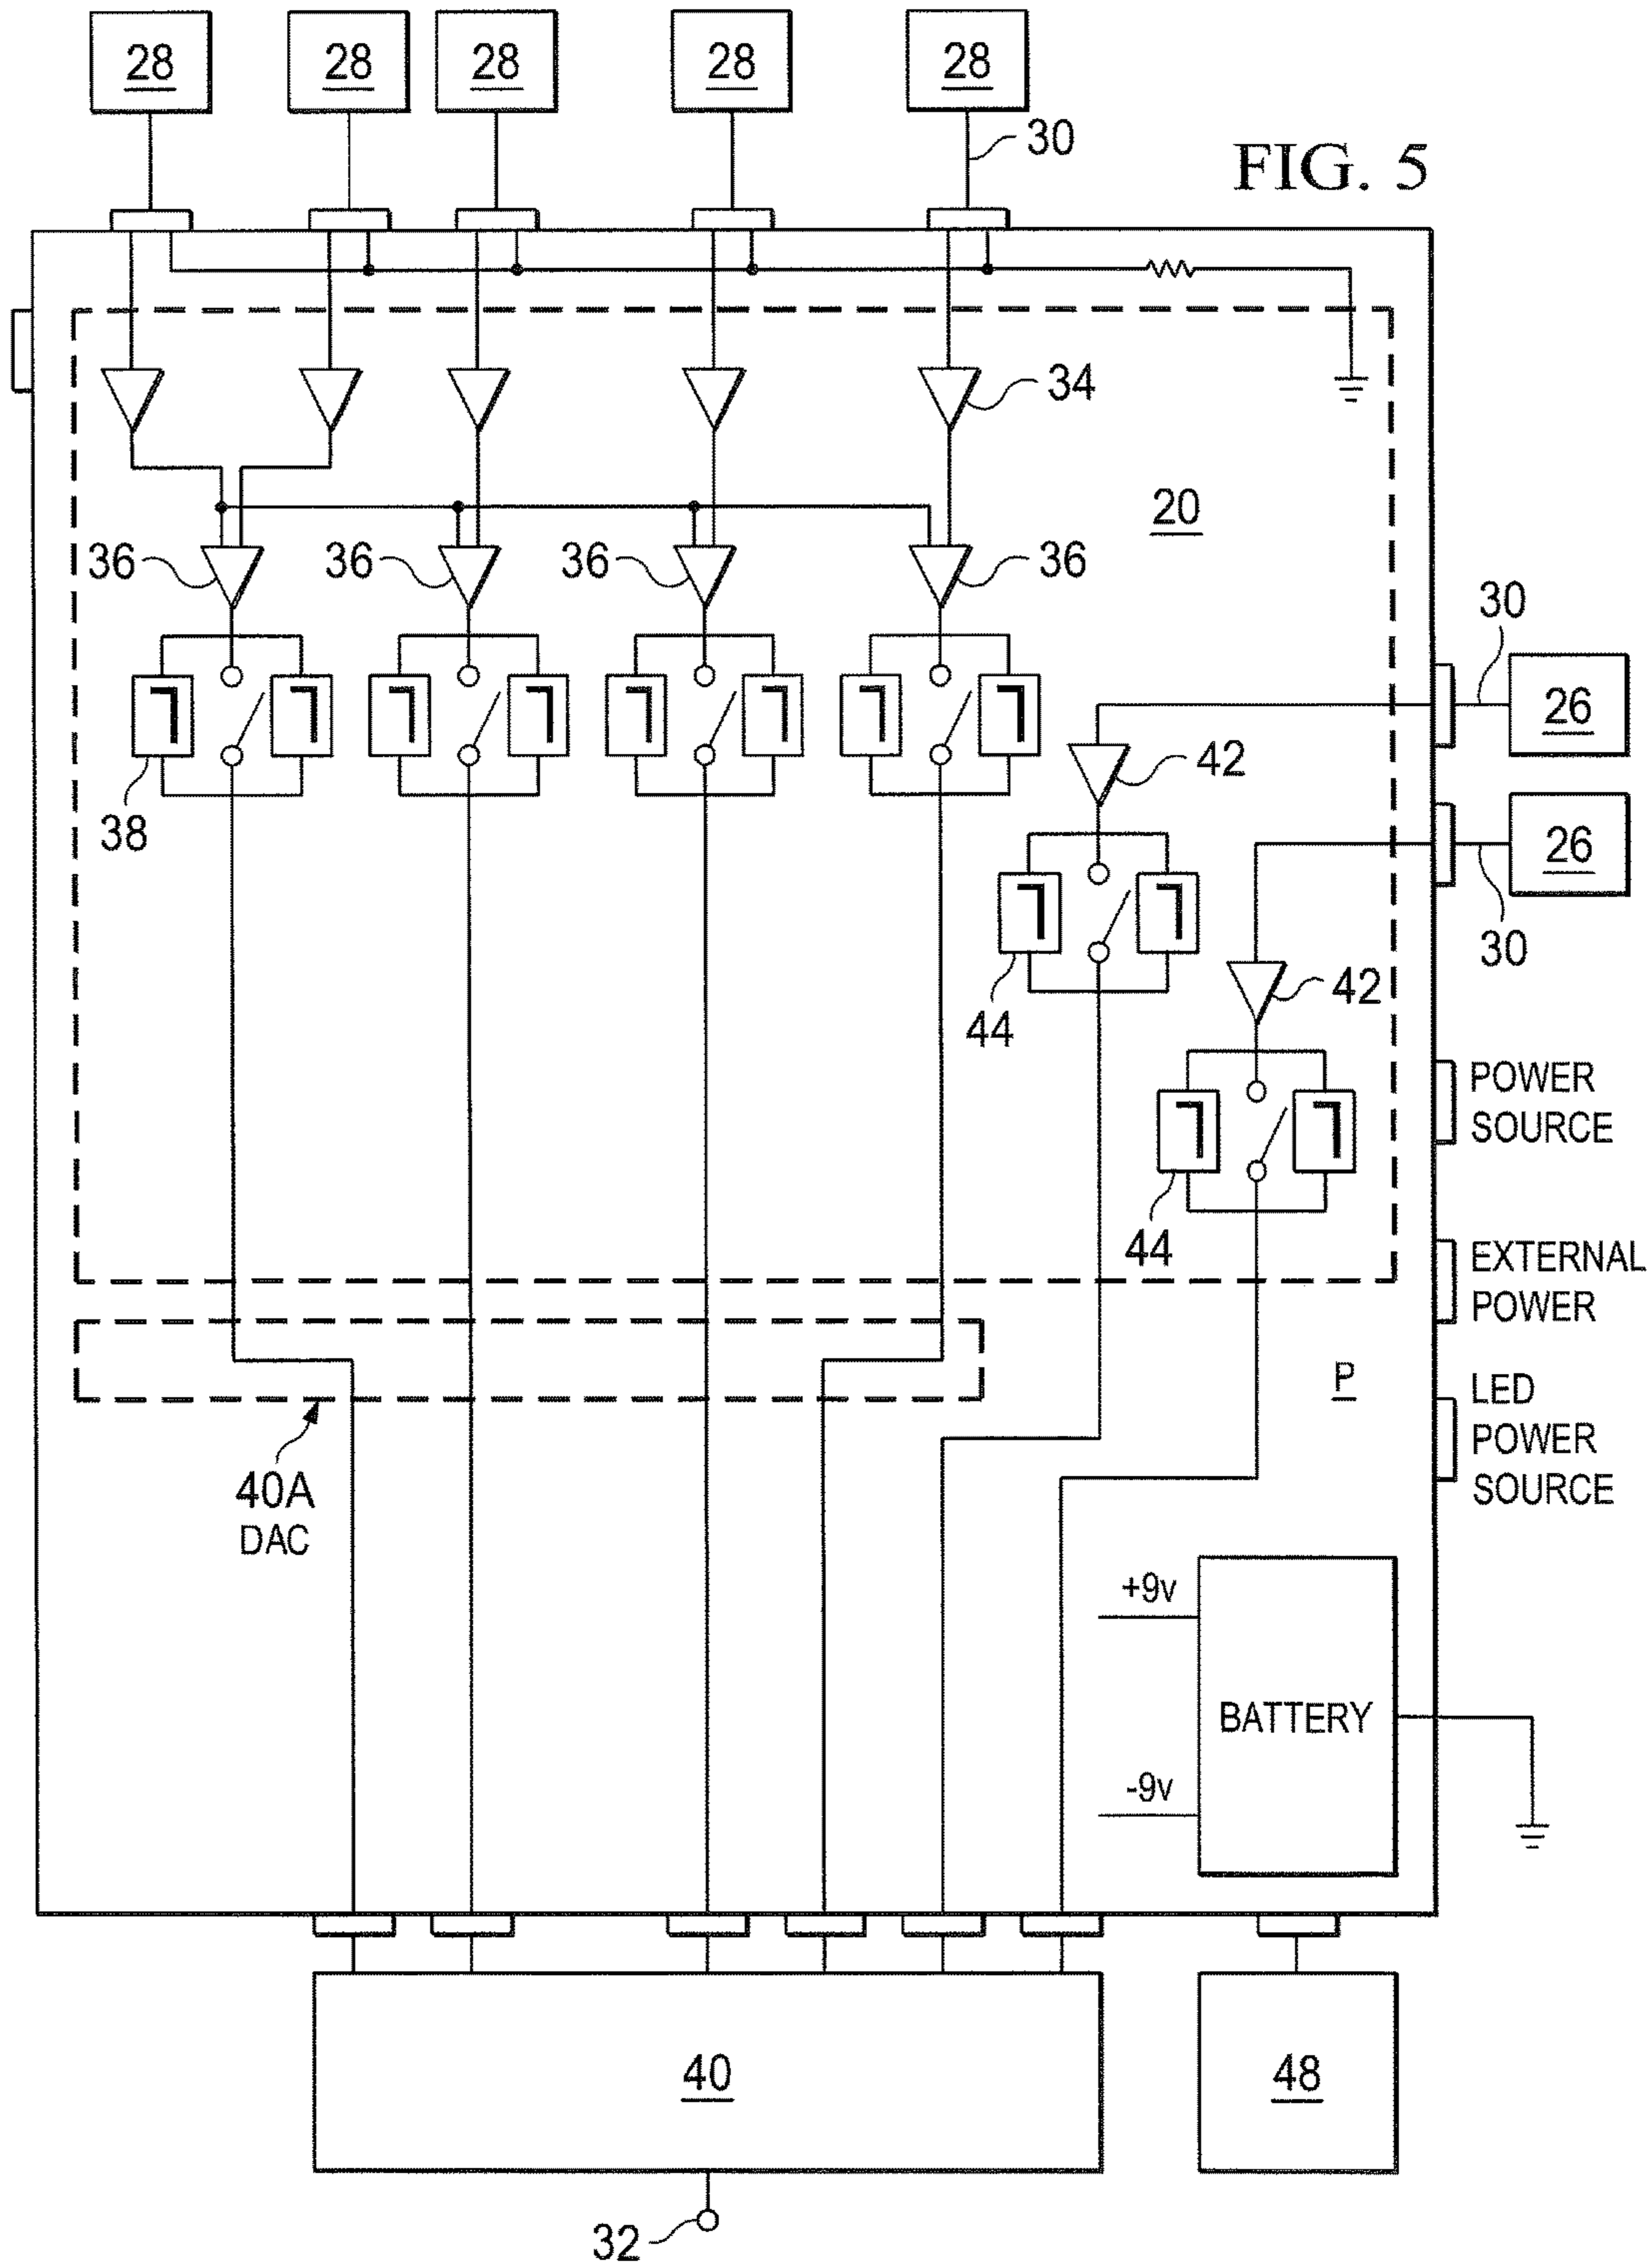 28 28 28 28 28
30
FIG. 5
34
20
36 36 36 36
30
26
42
38
26
30
44
42
POWER
SOURCE
44
EXTERNAL
POWER
P
LED
POWER
SOURCE
40A
DAC
+9v
BATTERY
-9v
40
48
32